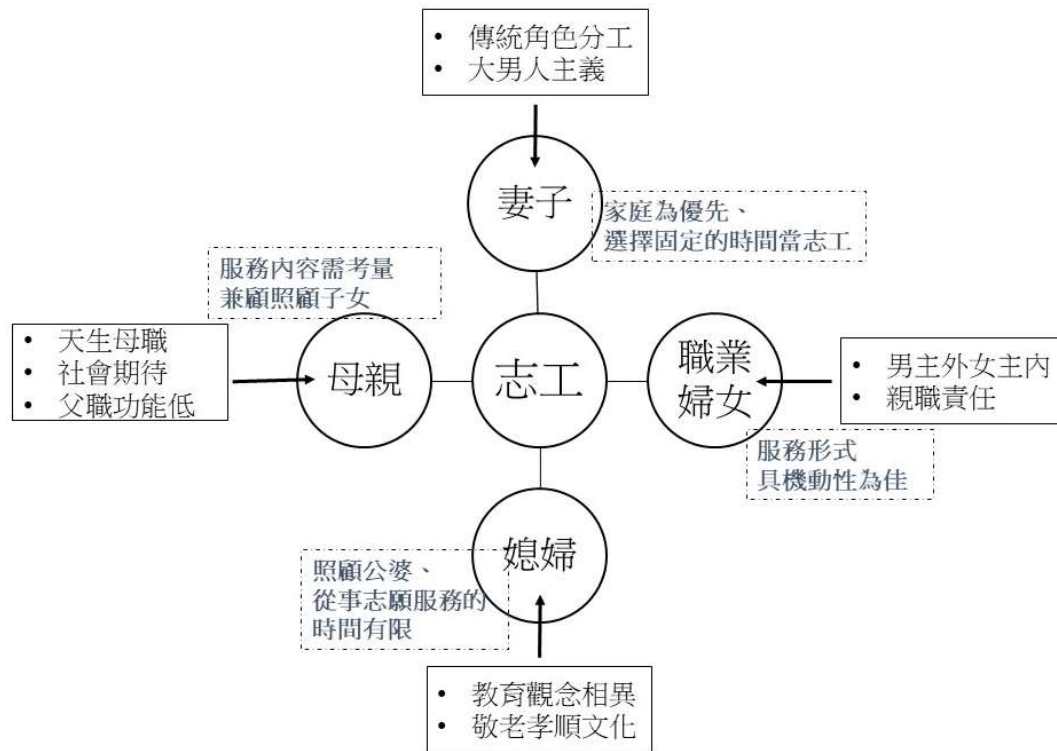 • 傳統角色分工
• 大男人主義
妻子
家庭為優先、
選擇固定的時間當志工
服務內容需考量
兼顧照顧子女
• 天生母職
• 社會期待
• 父職功能低
母親
志工
職業
婦女
• 男主外女主內
• 親職責任
服務形式
具機動性為佳
媳婦
照顧公婆、
從事志願服務的
時間有限
• 教育觀念相異
• 敬老孝順文化